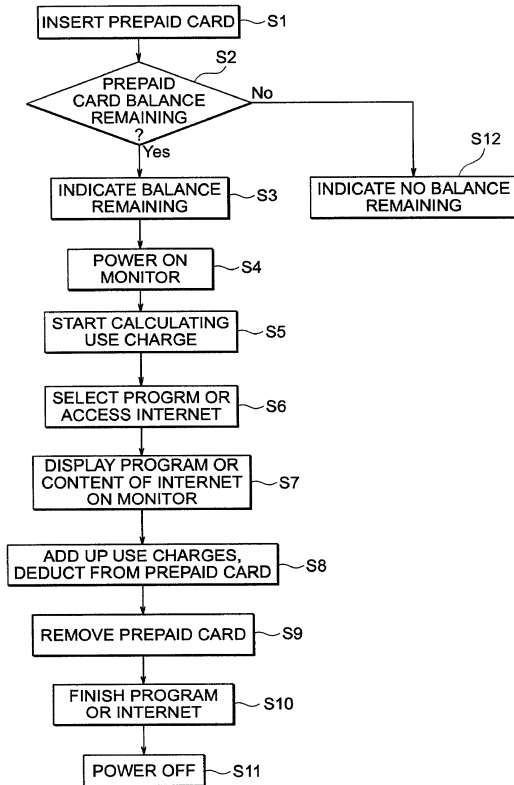 INSERT PREPAID CARD
S1
S2
PREPAID
CARD BALANCE
REMAINING
?
No
Yes
S12
INDICATE BALANCE
REMAINING
S3
INDICATE NO BALANCE
REMAINING
POWER ON
MONITOR
S4
START CALCULATING
USE CHARGE
S5
SELECT PROGRM OR
ACCESS INTERNET
S6
DISPLAY PROGRAM OR
CONTENT OF INTERNET
ON MONITOR
S7
ADD UP USE CHARGES,
DEDUCT FROM PREPAID CARD
S8
REMOVE PREPAID CARD
S9
FINISH PROGRAM
OR INTERNET
S10
POWER OFF
S11